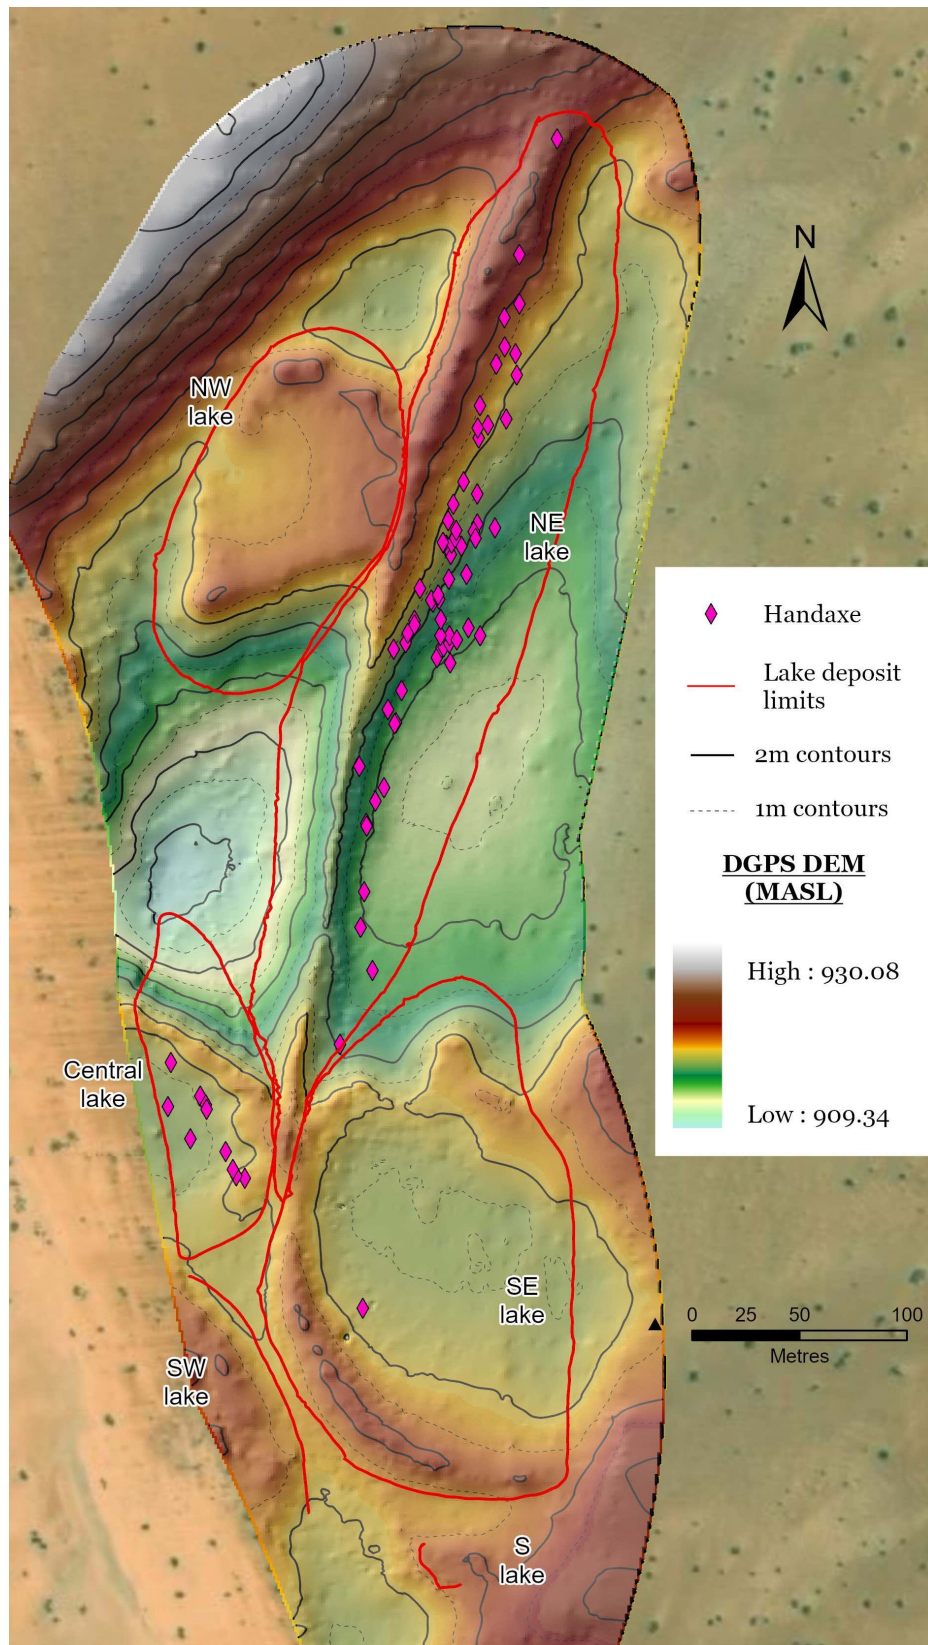 N
NW
lake
NE
lake
Handaxe
Lake deposit
limits
2m contours
1m contours
DGPS DEM
(MASL)
High : 930.08
Low : 909.34
Central
lake
SE
lake
0 25 50 100
Metres
SW
lake
S
lake